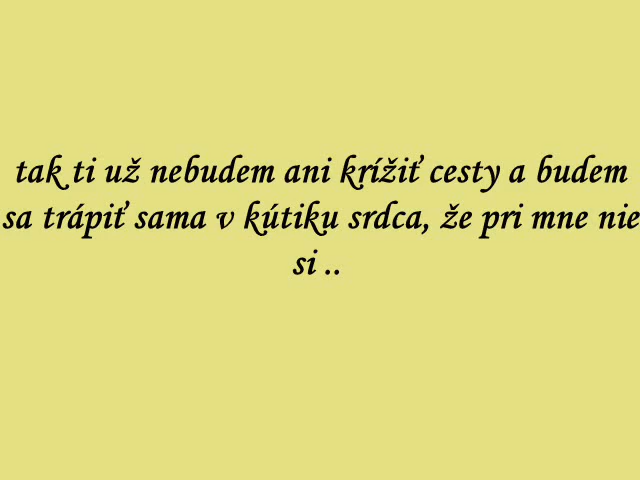 tak ti už nebudem ani krížiť cesty a budem
sa trápiť sama v kútiku srdca, že pri mne nie
si ..